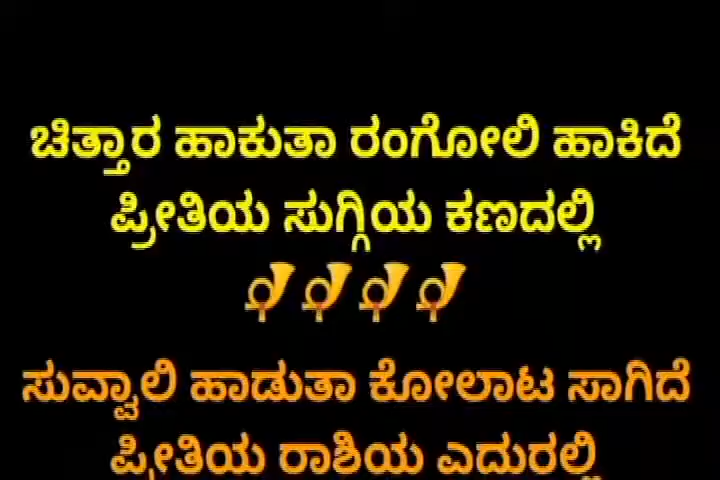 ಚಿತ್ತಾರ ಹಾಕುತಾ ರಂಗೋಲಿ ಹಾಕಿದೆ
ಪ್ರೀತಿಯ ಸುಗ್ಗಿಯ ಕಣದಲ್ಲಿ
ಸುವ್ವಾಲಿ ಹಾಡುತಾ ಕೋಲಾಟ ಸಾಗಿದೆ
ಪ್ರೀತಿಯ ರಾಶಿಯ ಎದುರಲ್ಲಿ